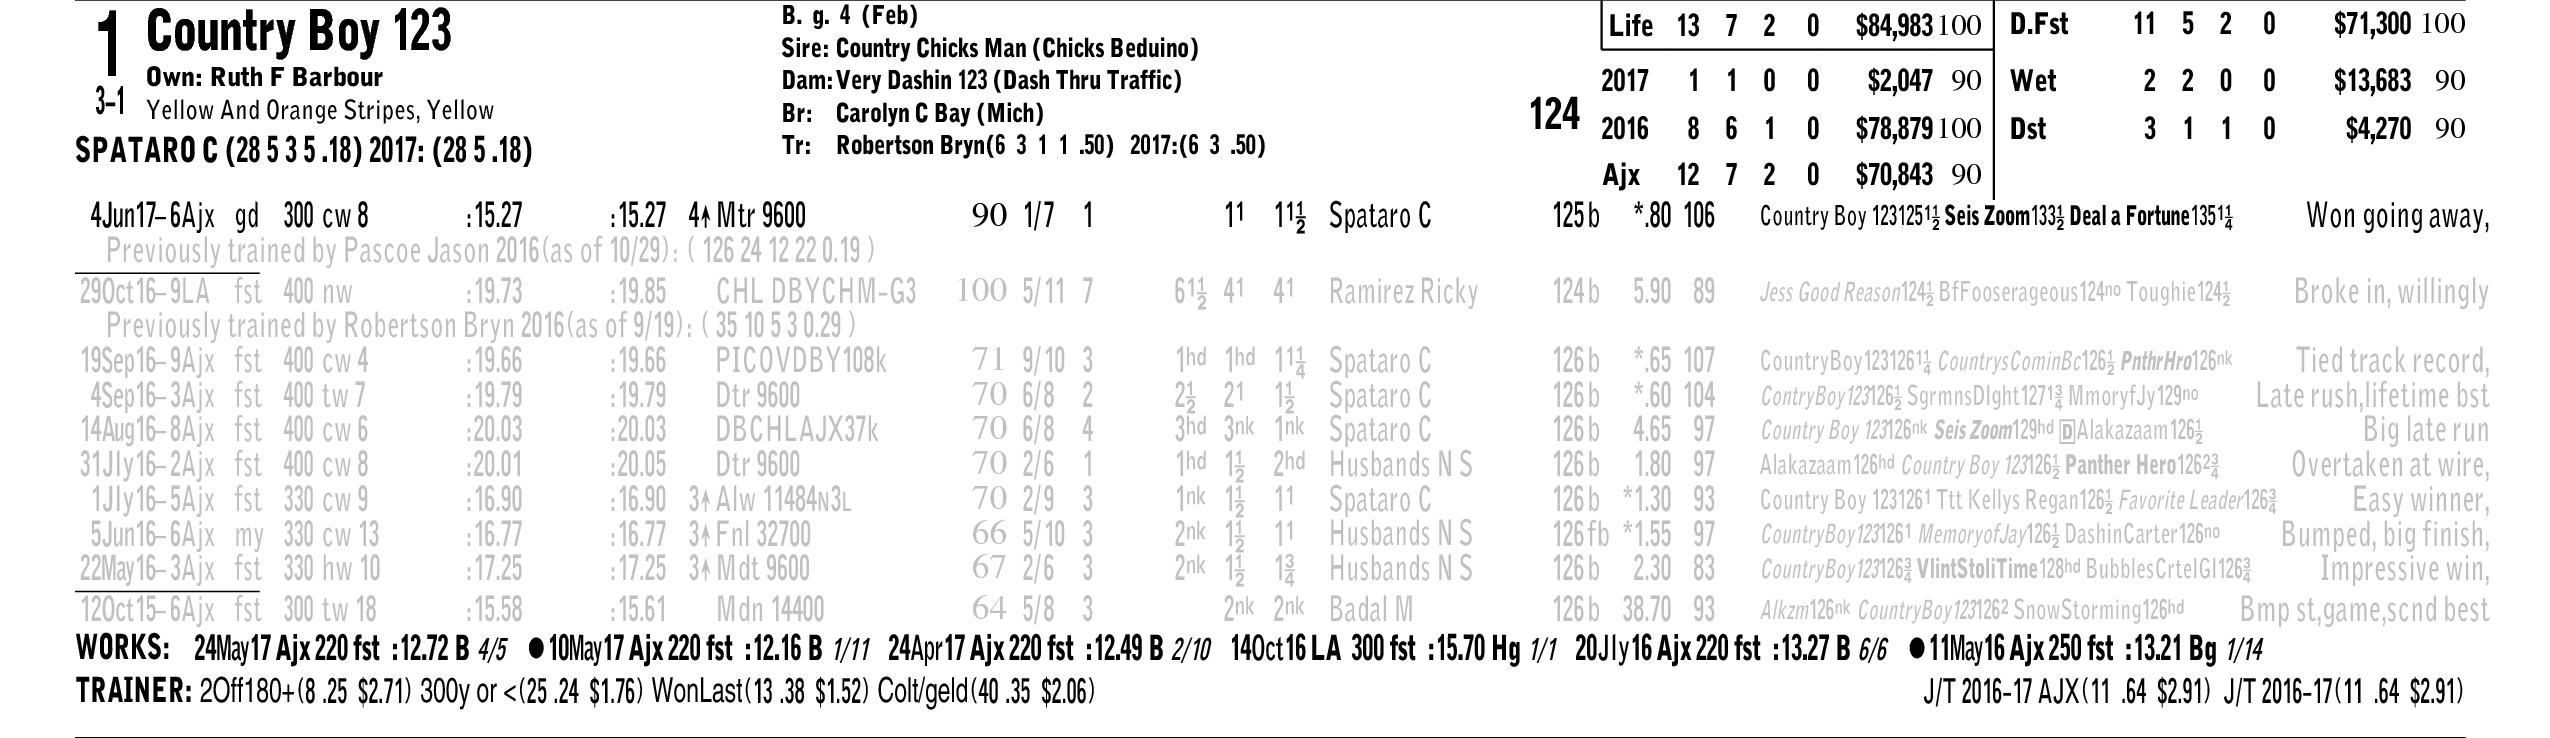 1 Country Boy 123
Own: Ruth F Barbour
3–1 Yellow And Orange Stripes, Yellow
SPATARO C (28 5 3 5 .18) 2017: (28 5 .18)
B. g. 4 (Feb)
Sire: Country Chicks Man (Chicks Beduino)
Dam: Very Dashin 123 (Dash Thru Traffic)
Br: Carolyn C Bay (Mich)
Tr: Robertson Bryn(6 3 1 1 .50) 2017:(6 3 .50)
124
Life 13 7 2 0 $84,983 100 D.Fst 11 5 2 0 $71,300 100
2017 1 1 0 0 $2,047 90 Wet 2 2 0 0 $13,683 90
2016 8 6 1 0 $78,879 100 Dst 3 1 1 0 $4,270 90
Ajx 12 7 2 0 $70,843 90
4Jun17–6Ajx gd 300 cw 8 :15.27 :15.27 4↑ Mtr 9600 90 1/7 1 1¹ 1¹½ Spataro C 125 b *.80 106 Country Boy 123125¹½ Seis Zoom133½ Deal a Fortune135¹¼ Won going away,
Previously trained by Pascoe Jason 2016(as of 10/29): ( 126 24 12 22 0.19 )
29Oct16–9LA fst 400 nw :19.73 :19.85 CHL DBYCHM–G3 100 5/11 7 6¹½ 4¹ 4¹ Ramirez Ricky 124 b 5.90 89 Jess Good Reason124½ BfFooserageous124ⁿᵒ Toughie124½ Broke in, willingly
Previously trained by Robertson Bryn 2016(as of 9/19): ( 35 10 5 3 0.29 )
19Sep16–9Ajx fst 400 cw 4 :19.66 :19.66 PICOVDBY108k 71 9/10 3 1ʰᵈ 1ʰᵈ 1¹¼ Spataro C 126 b *.65 107 CountryBoy123126¹¼ CountrysCominBc126½ PnthrHro126ⁿᵏ Tied track record,
4Sep16–3Ajx fst 400 tw 7 :19.79 :19.79 Dtr 9600 70 6/8 2 2½ 2¹ 1½ Spataro C 126 b *.60 104 ContryBoy123126½ SgrmnsDlght127¹¾ MmoryfJy129ⁿᵒ Late rush,lifetime bst
14Aug16–8Ajx fst 400 cw 6 :20.03 :20.03 DBCHLAJX37k 70 6/8 4 3ʰᵈ 3ⁿᵏ 1ⁿᵏ Spataro C 126 b 4.65 97 Country Boy 123126ⁿᵏ Seis Zoom129ʰᵈ D Alakazaam126½ Big late run
31Jly16–2Ajx fst 400 cw 8 :20.01 :20.05 Dtr 9600 70 2/6 1 1ʰᵈ 1½ 2ʰᵈ Husbands N S 126 b 1.80 97 Alakazaam126ʰᵈ Country Boy 123126½ Panther Hero126²¾ Overtaken at wire,
1Jly16–5Ajx fst 330 cw 9 :16.90 :16.90 3↑ Alw 11484N3L 70 2/9 3 1ⁿᵏ 1½ 1¹ Spataro C 126 b *1.30 93 Country Boy 123126¹ Ttt Kellys Regan126½ Favorite Leader126¾ Easy winner,
5Jun16–6Ajx my 330 cw 13 :16.77 :16.77 3↑ Fnl 32700 66 5/10 3 2ⁿᵏ 1½ 1¹ Husbands N S 126 fb *1.55 97 CountryBoy123126¹ MemoryofJay126½ DashinCarter126ⁿᵒ Bumped, big finish,
22May16–3Ajx fst 330 hw 10 :17.25 :17.25 3↑ Mdt 9600 67 2/6 3 2ⁿᵏ 1½ 1¾ Husbands N S 126 b 2.30 83 CountryBoy123126¾ VlintStoliTime128ʰᵈ BubblesCrtelGl126¾ Impressive win,
12Oct15–6Ajx fst 300 tw 18 :15.58 :15.61 Mdn 14400 64 5/8 3 2ⁿᵏ 2ⁿᵏ Badal M 126 b 38.70 93 Alkzm126ⁿᵏ CountryBoy123126² SnowStorming126ʰᵈ Bmp st,game,scnd best
WORKS: 24May17 Ajx 220 fst :12.72 B 4/5 ●10May17 Ajx 220 fst :12.16 B 1/11 24Apr17 Ajx 220 fst :12.49 B 2/10 14Oct16 LA 300 fst :15.70 Hg 1/1 20Jly16 Ajx 220 fst :13.27 B 6/6 ●11May16 Ajx 250 fst :13.21 Bg 1/14
TRAINER: 2Off180+(8 .25 $2.71) 300y or <(25 .24 $1.76) WonLast(13 .38 $1.52) Colt/geld(40 .35 $2.06) J/T 2016-17 AJX(11 .64 $2.91) J/T 2016-17(11 .64 $2.91)